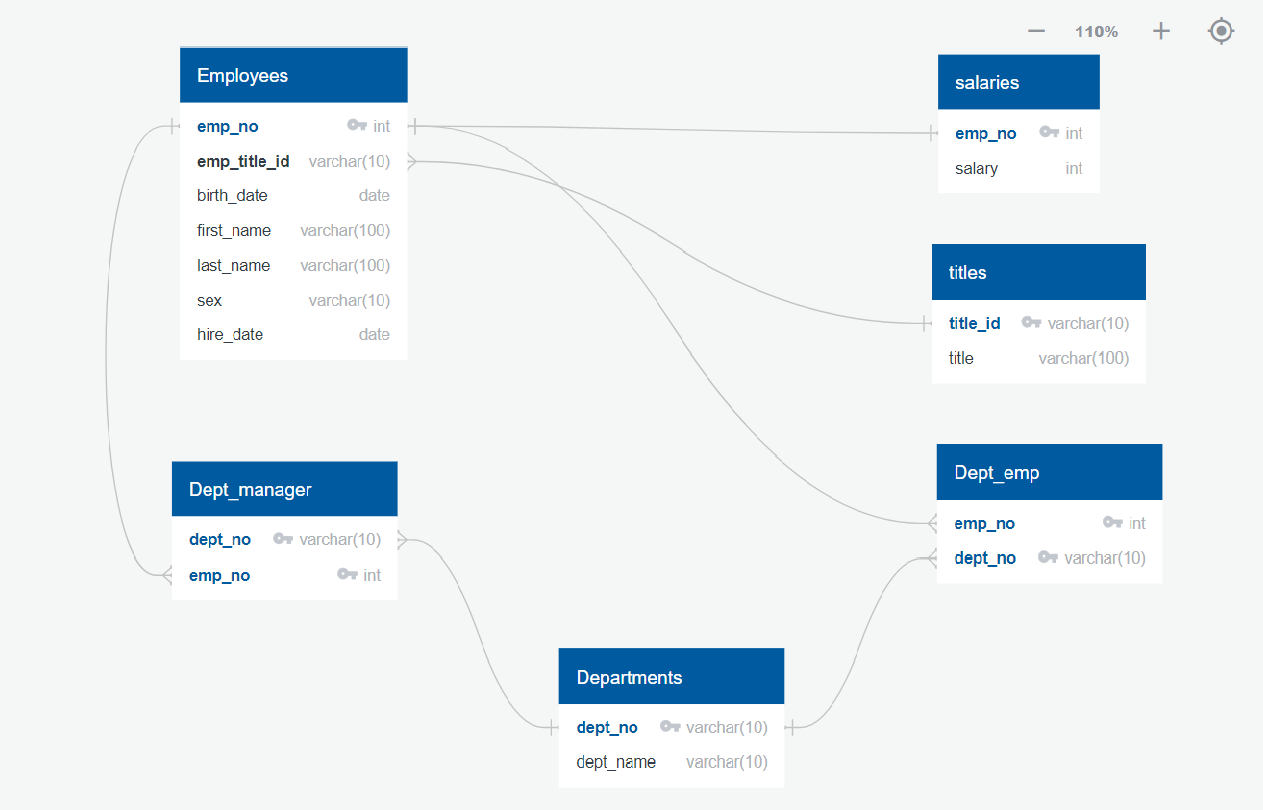 110%
Employees
emp_no int
emp_title_id varchar(10)
birth_date date
first_name varchar(100)
last_name varchar(100)
sex varchar(10)
hire_date date
salaries
emp_no int
salary int
titles
title_id varchar(10)
title varchar(100)
Dept_manager
dept_no varchar(10)
emp_no int
Dept_emp
emp_no int
dept_no varchar(10)
Departments
dept_no varchar(10)
dept_name varchar(10)